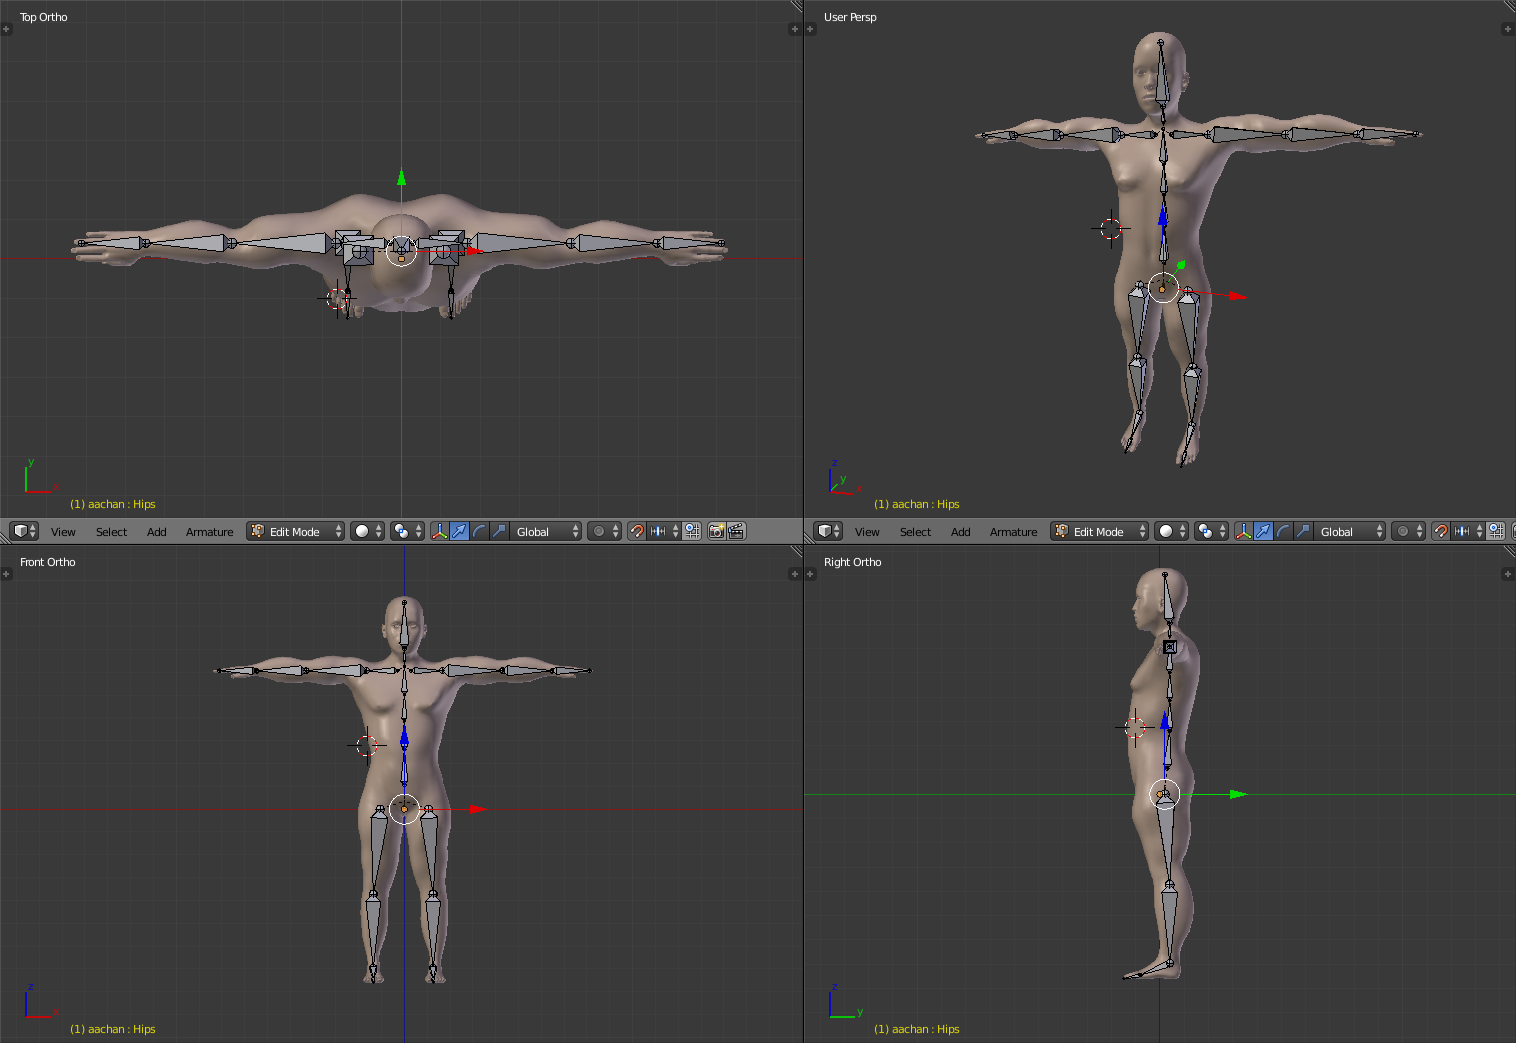 Top Ortho
y
x
(1) aachan : Hips
View Select Add Armature Edit Mode Global
User Persp
z
y
x
(1) aachan : Hips
View Select Add Armature Edit Mode Global
Front Ortho
z
x
(1) aachan : Hips
Right Ortho
z
y
(1) aachan : Hips